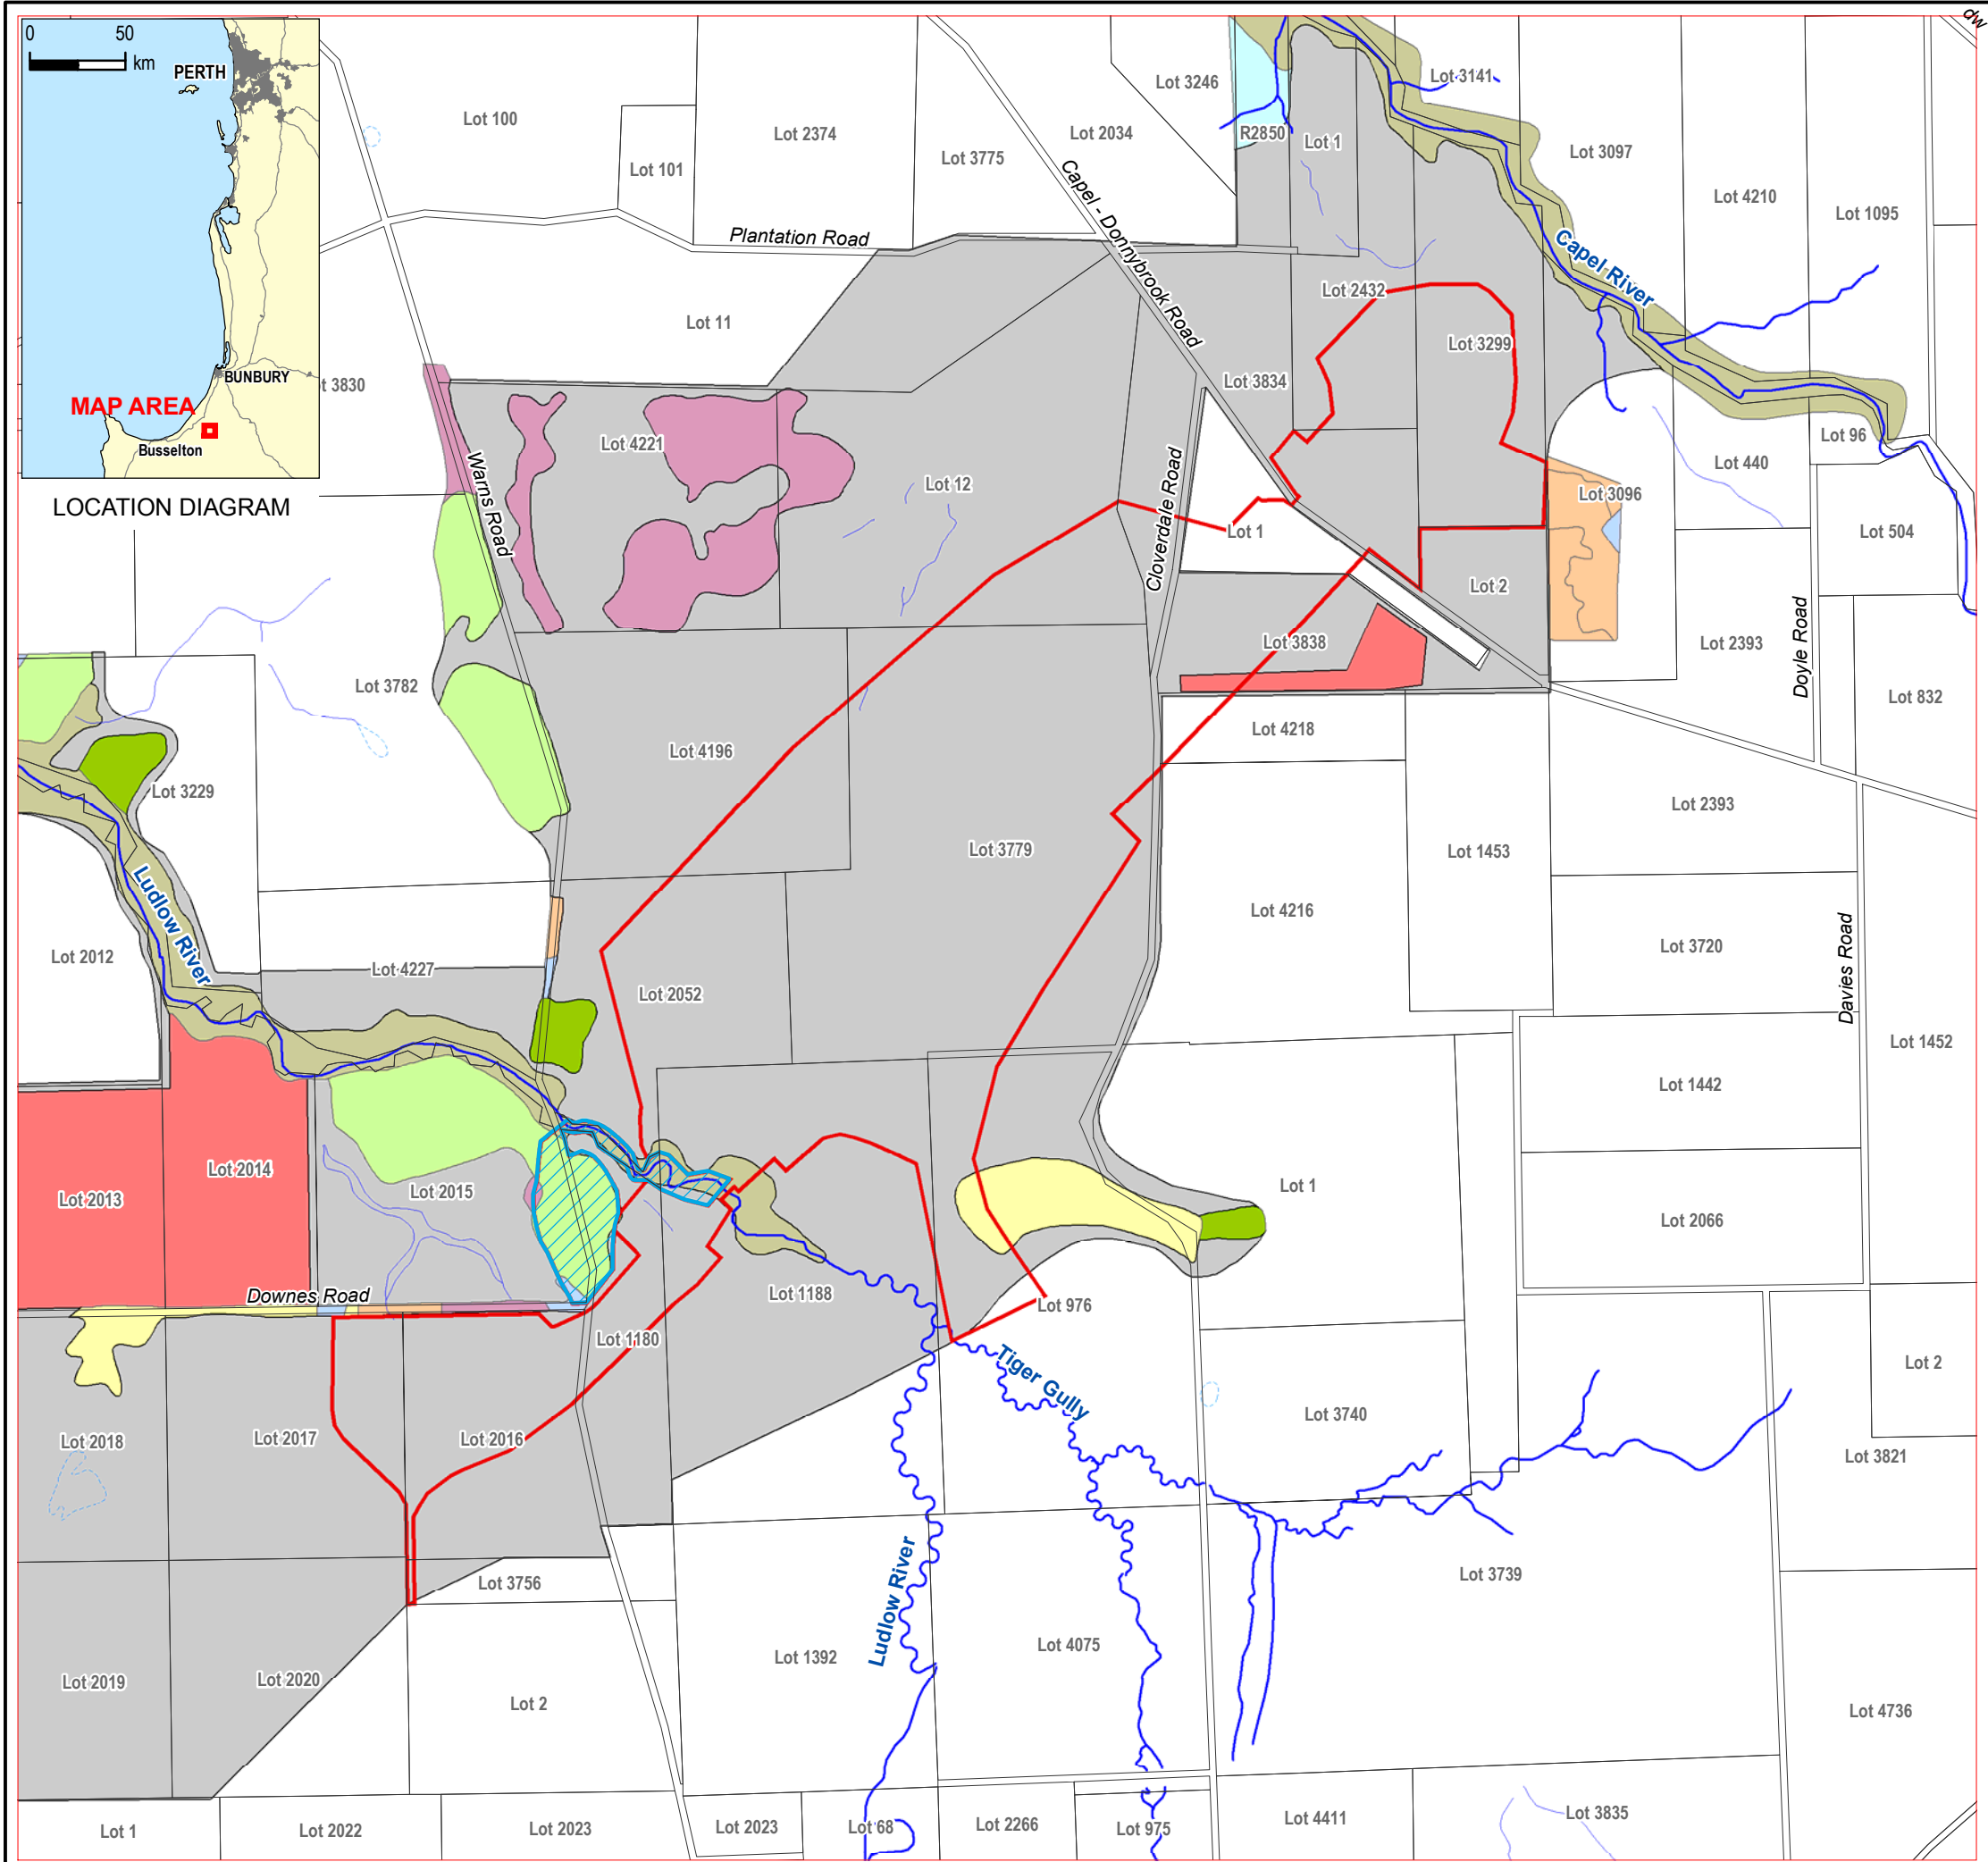 0 50
km
PERTH
BUNBURY
MAP AREA
Busselton
LOCATION DIAGRAM
Lot 100
Lot 101
Lot 2374
Lot 3775
Lot 2034
Lot 3246
R2850
Lot 1
Lot 3141
Lot 3097
Lot 4210
Lot 1095
Plantation Road
Capel - Donnybrook Road
Capel River
Lot 11
Lot 2432
Lot 3299
Lot 3834
t 3830
Lot 4221
Lot 12
Warns Road
Cloverdale Road
Lot 1
Lot 3096
Lot 440
Lot 96
Lot 504
Lot 2
Lot 3838
Lot 2393
Doyle Road
Lot 832
Lot 3782
Lot 4196
Lot 4218
Lot 3229
Lot 3779
Lot 1453
Lot 2393
Ludlow River
Lot 2012
Lot 4227
Lot 2052
Lot 4216
Lot 3720
Davies Road
Lot 1452
Lot 1442
Lot 2013
Lot 2014
Lot 2015
Lot 1
Lot 2066
Downes Road
Lot 1188
Lot 976
Lot 1180
Tiger Gully
Lot 2
Lot 2018
Lot 2017
Lot 2016
Lot 3740
Lot 3821
Lot 3756
Ludlow River
Lot 3739
Lot 2019
Lot 2020
Lot 2
Lot 1392
Lot 4075
Lot 4736
Lot 1
Lot 2022
Lot 2023
Lot 2023
Lot 68
Lot 2266
Lot 975
Lot 4411
Lot 3835